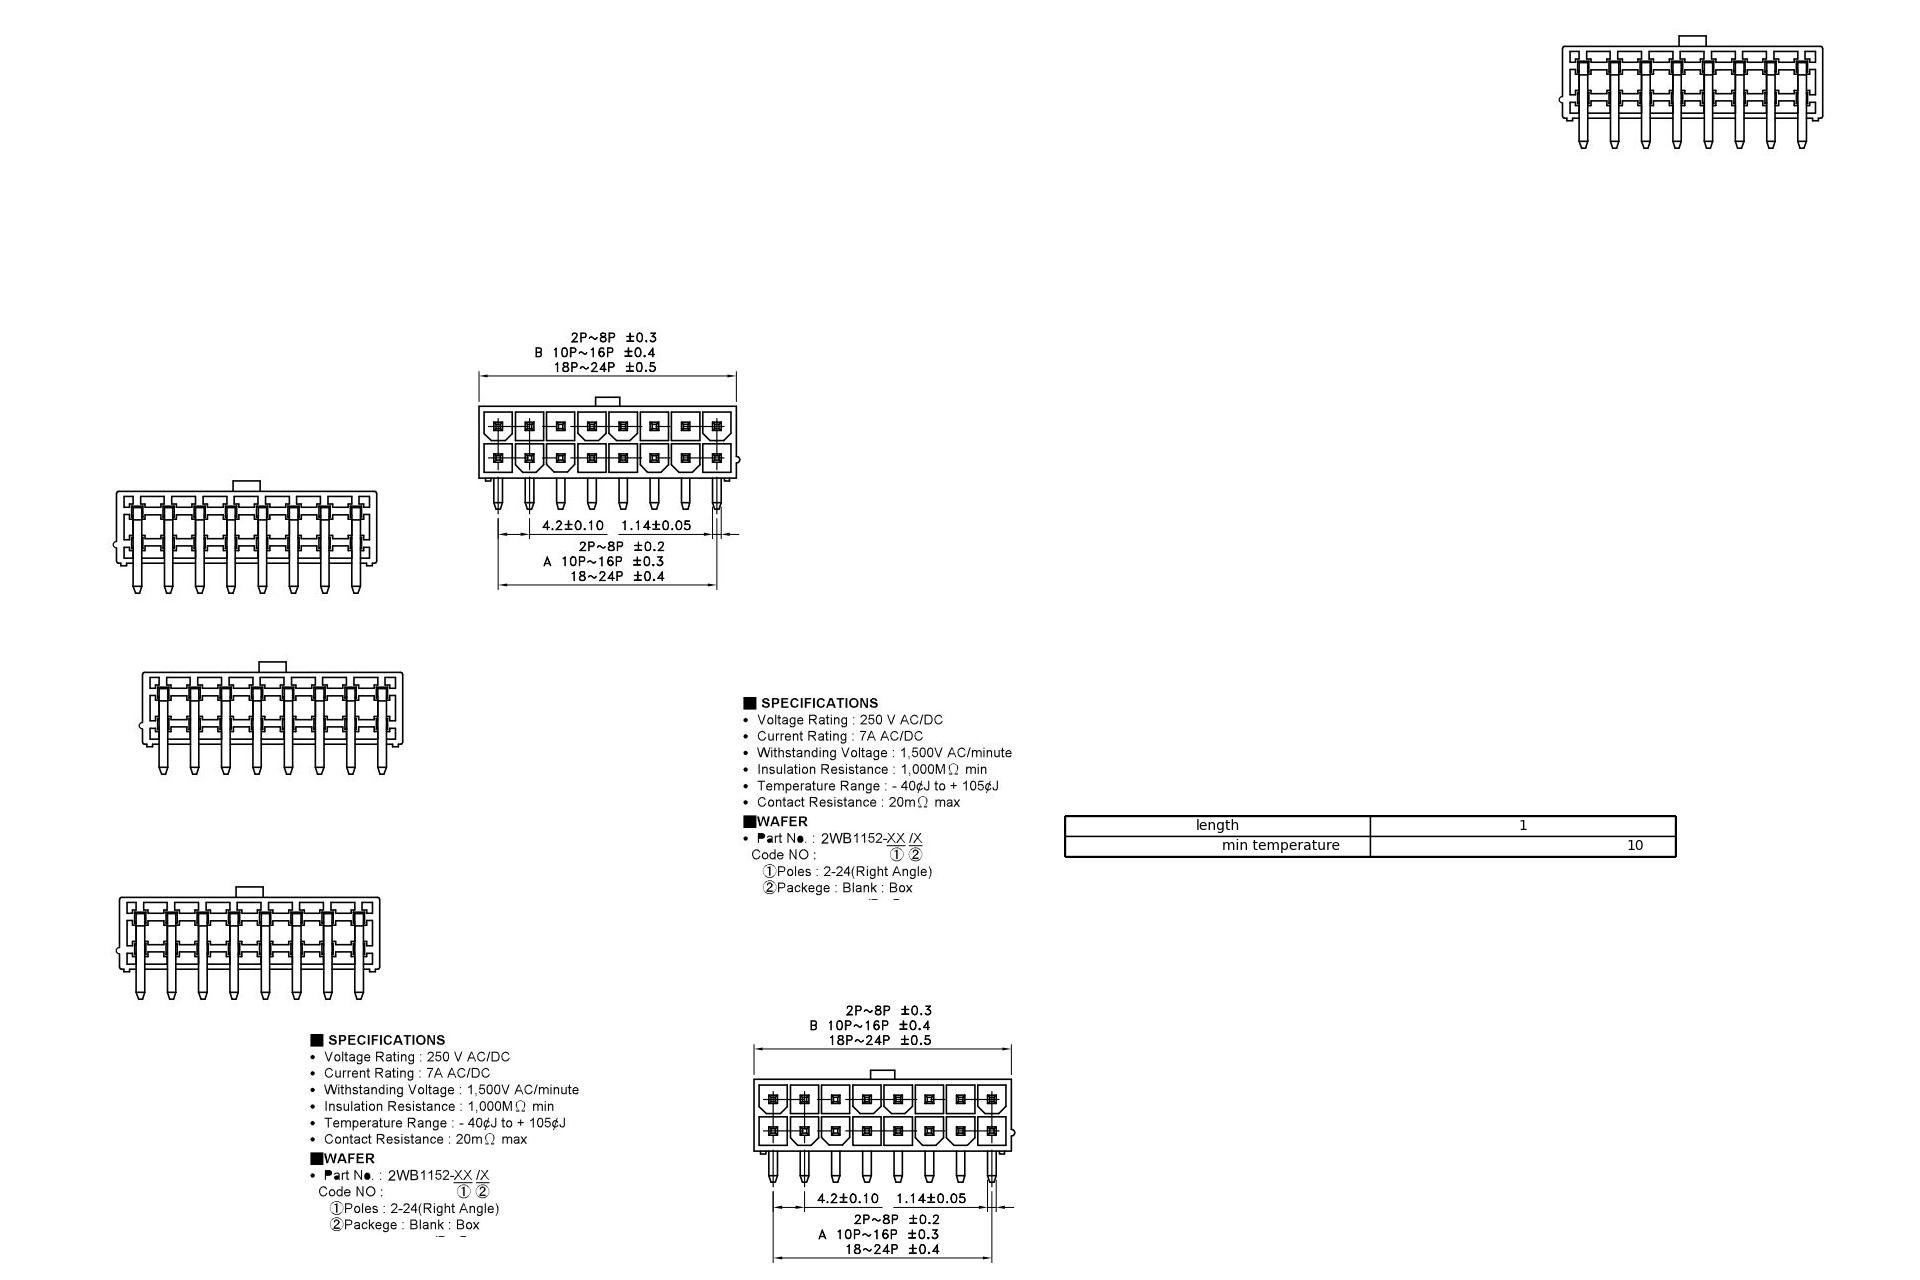 2P~8P ±0.3
B 10P~16P ±0.4
18P~24P ±0.5
4.2±0.10 1.14±0.05
2P~8P ±0.2
A 10P~16P ±0.3
18~24P ±0.4
■ SPECIFICATIONS
• Voltage Rating : 250 V AC/DC
• Current Rating : 7A AC/DC
• Withstanding Voltage : 1,500V AC/minute
• Insulation Resistance : 1,000MΩ min
• Temperature Range : - 40¢J to + 105¢J
• Contact Resistance : 20mΩ max
■WAFER
• Part No. : 2WB1152-XX /X
Code NO : ① ②
①Poles : 2-24(Right Angle)
②Packege : Blank : Box
length 1
min temperature 10
■ SPECIFICATIONS
• Voltage Rating : 250 V AC/DC
• Current Rating : 7A AC/DC
• Withstanding Voltage : 1,500V AC/minute
• Insulation Resistance : 1,000MΩ min
• Temperature Range : - 40¢J to + 105¢J
• Contact Resistance : 20mΩ max
■WAFER
• Part No. : 2WB1152-XX /X
Code NO : ① ②
①Poles : 2-24(Right Angle)
②Packege : Blank : Box
2P~8P ±0.3
B 10P~16P ±0.4
18P~24P ±0.5
4.2±0.10 1.14±0.05
2P~8P ±0.2
A 10P~16P ±0.3
18~24P ±0.4